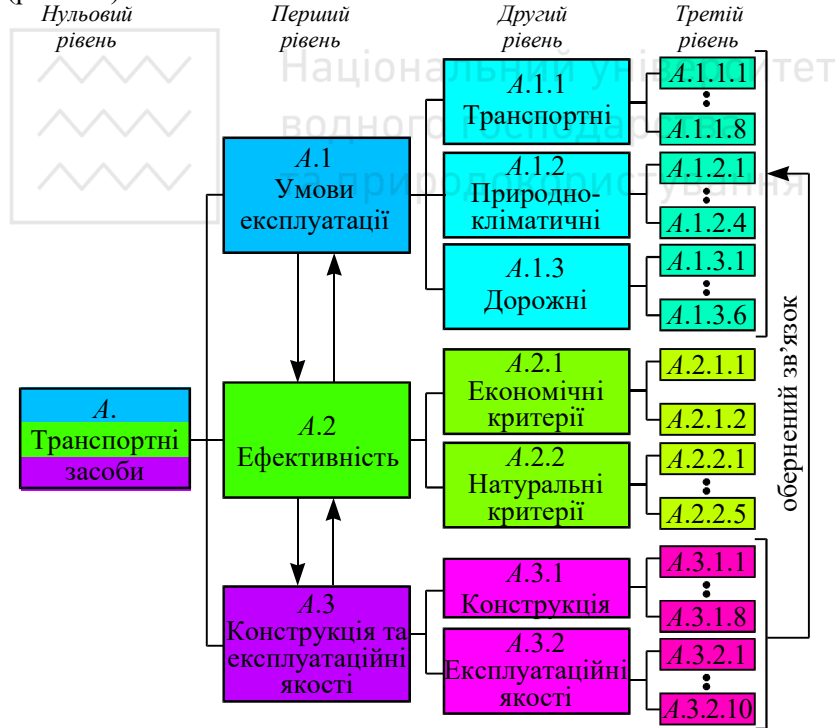 Нульовий рівень
Перший рівень
Другий рівень
Третій рівень
Національний університет
водного господарства
та природокористування
А.
Транспортні
засоби
А.1
Умови
експлуатації
А.2
Ефективність
А.3
Конструкція та
експлуатаційні
якості
А.1.1
Транспортні
А.1.2
Природно-
кліматичні
А.1.3
Дорожні
А.2.1
Економічні
критерії
А.2.2
Натуральні
критерії
А.3.1
Конструкція
А.3.2
Експлуатаційні
якості
А.1.1.1
А.1.1.8
А.1.2.1
А.1.2.4
А.1.3.1
А.1.3.6
А.2.1.1
А.2.1.2
А.2.2.1
А.2.2.5
А.3.1.1
А.3.1.8
А.3.2.1
А.3.2.10
обернений зв’язок